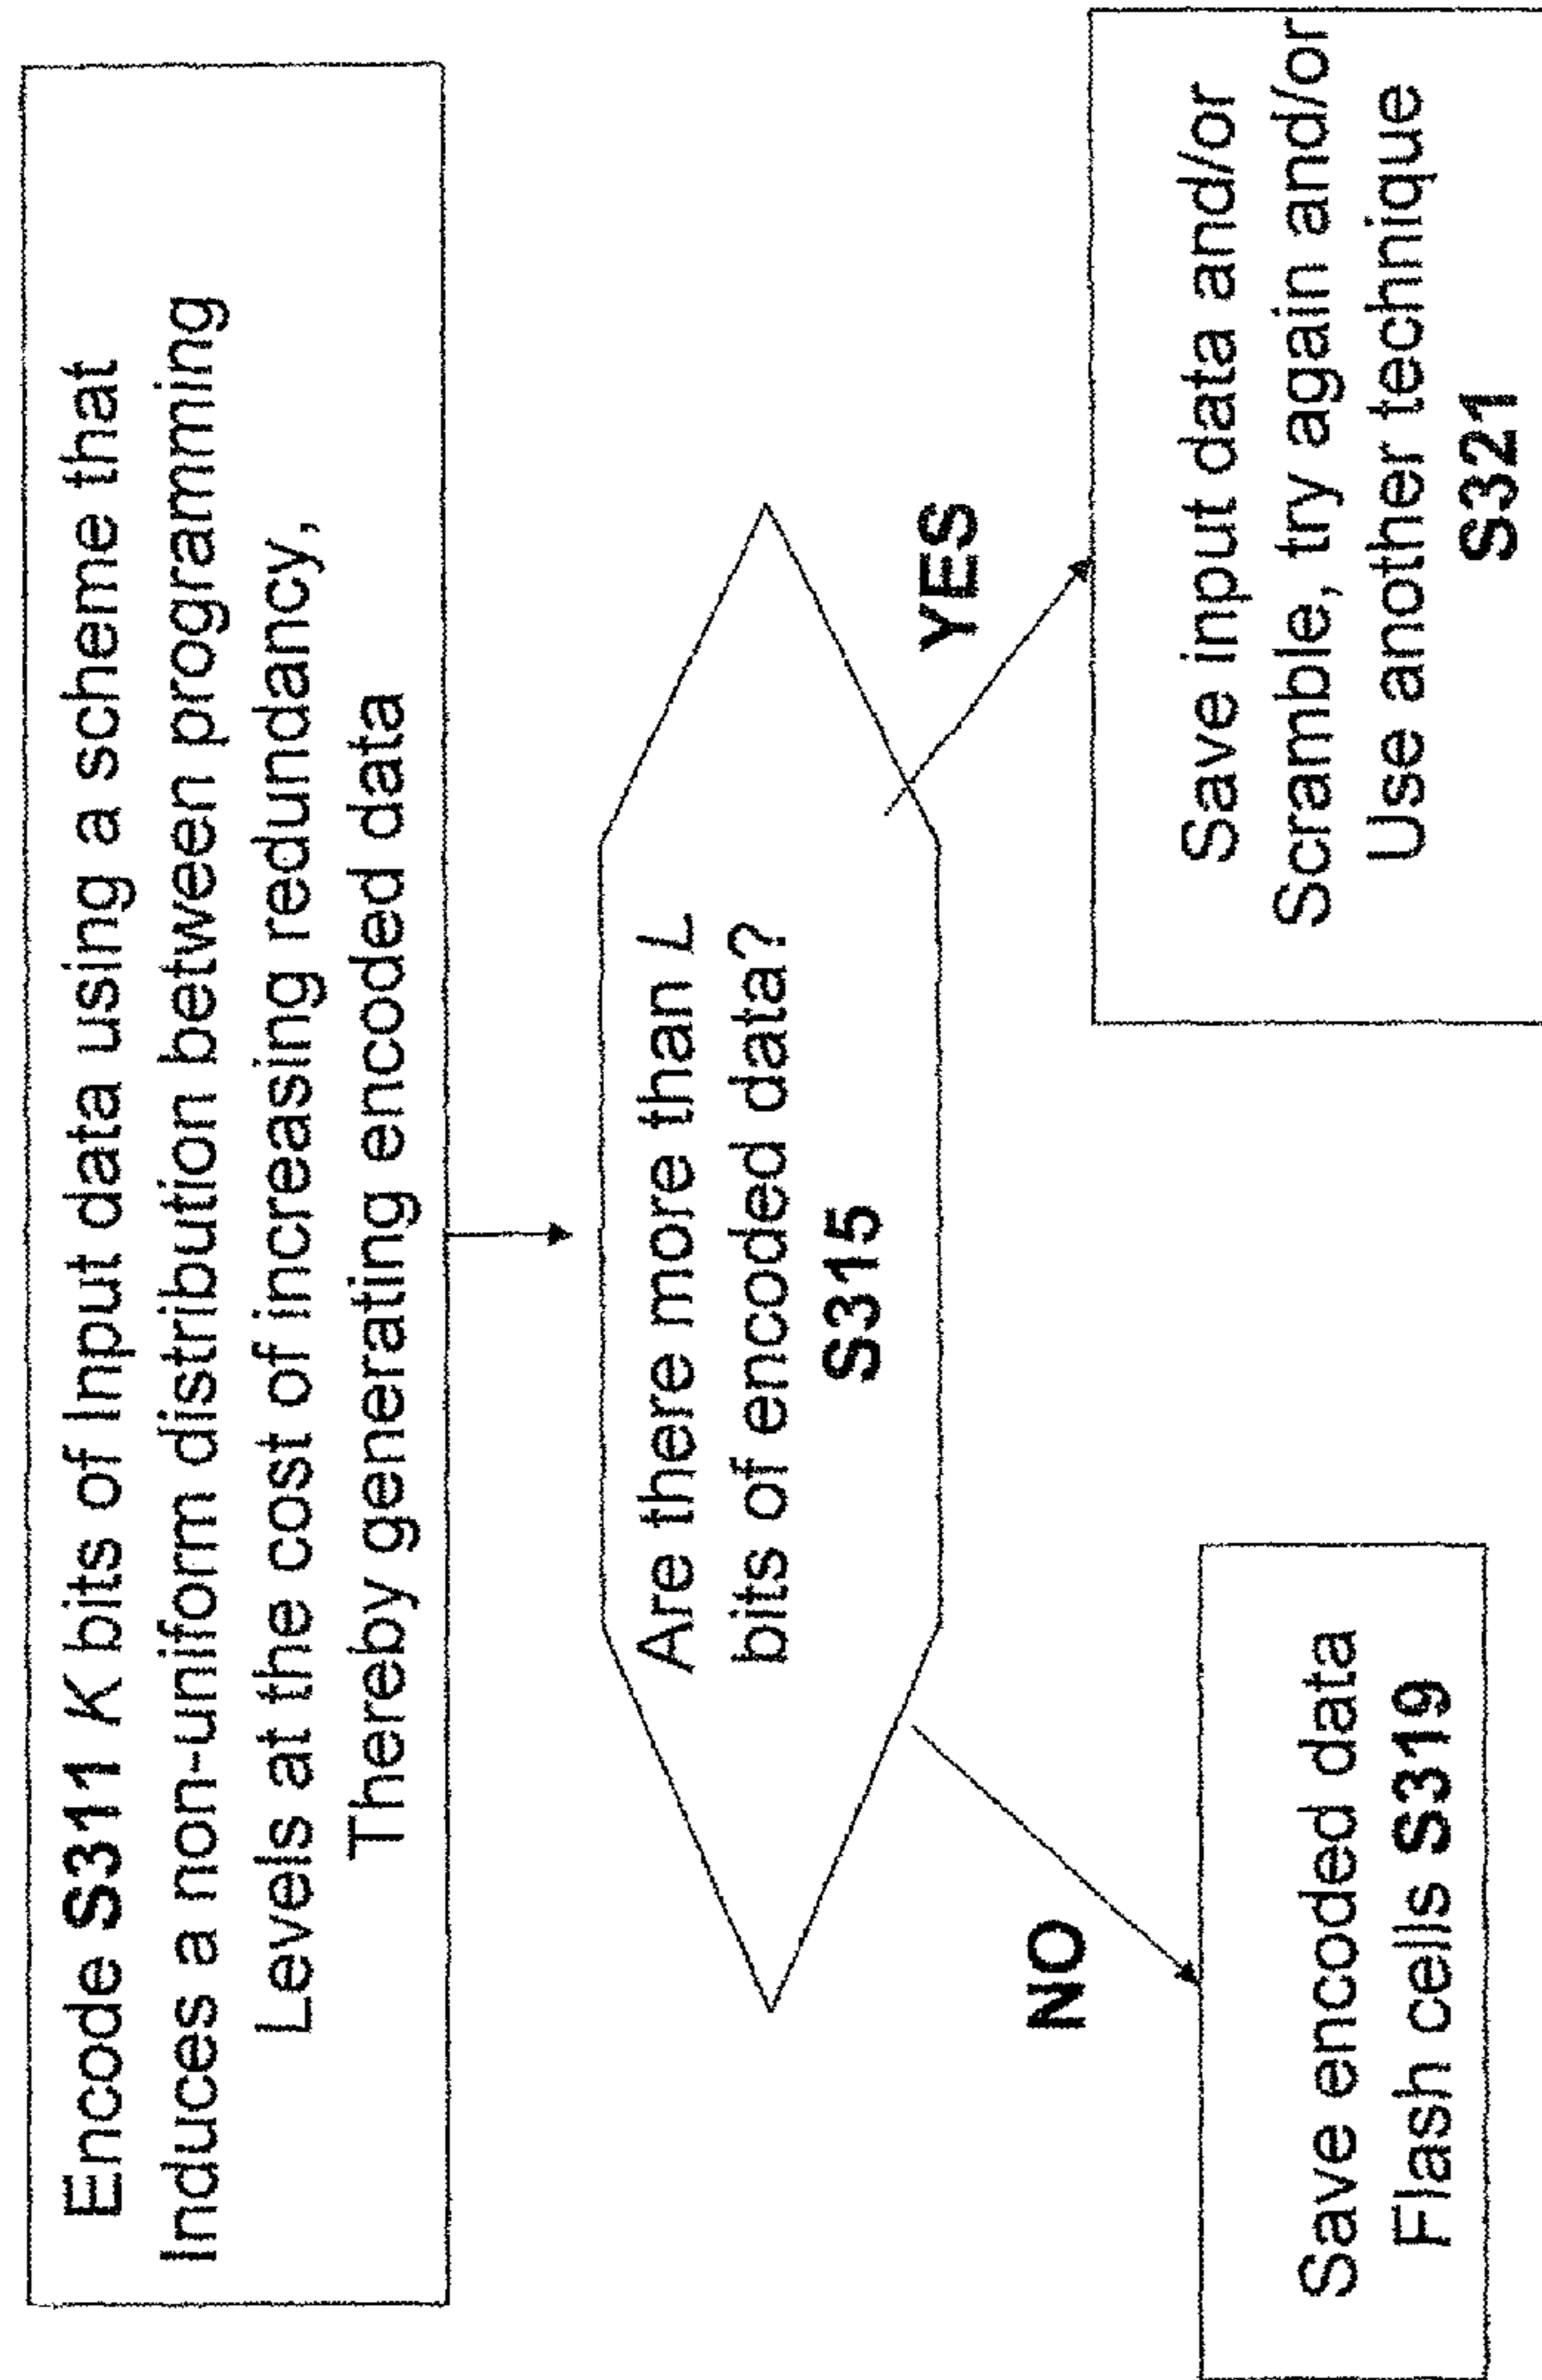 Encode S311 K bits of Input data using a scheme that
Induces a non-uniform distribution between programming
Levels at the cost of increasing redundancy,
Thereby generating encoded data
Are there more than L
bits of encoded data?
S315
NO
YES
Save encoded data
Flash cells S319
Save input data and/or
Scramble, try again and/or
Use another technique
S321